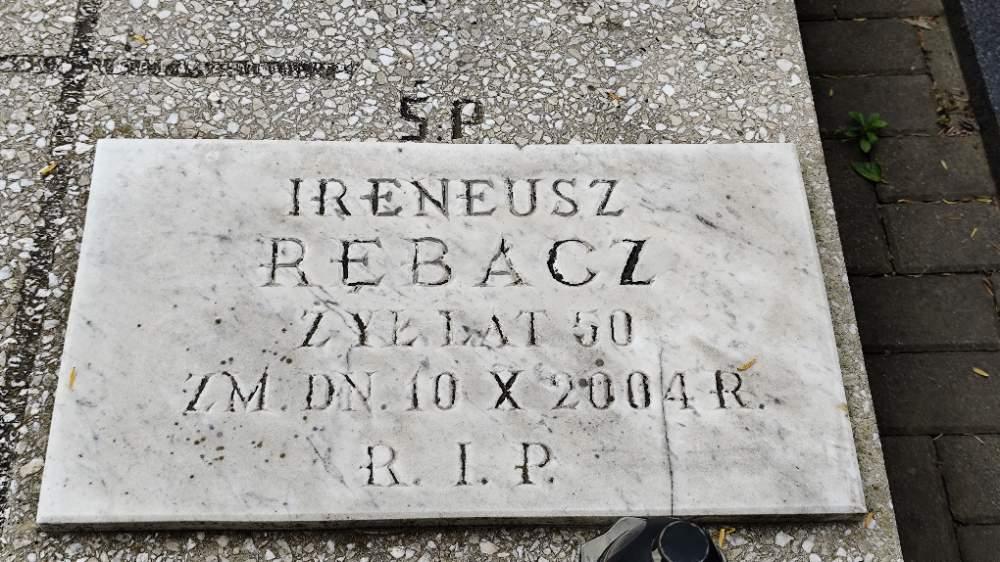 Ś.P
IRENEUSZ
RĘBACZ
ŻYŁ LAT 50
ZM. DN. 10 X 2004 R.
R. I. P.